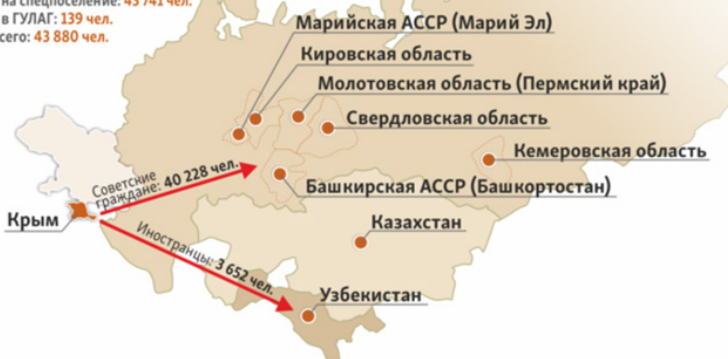 на спецпоселение: 43 741 чел.
в ГУЛАГ: 139 чел.
сего: 43 880 чел.
Марийская АССР (Марий Эл)
Кировская область
Молотовская область (Пермский край)
Свердловская область
Кемеровская область
Советские
граждане: 40 228 чел.
Башкирская АССР (Башкортостан)
Крым
Иностранцы: 3 652 чел.
Казахстан
Узбекистан